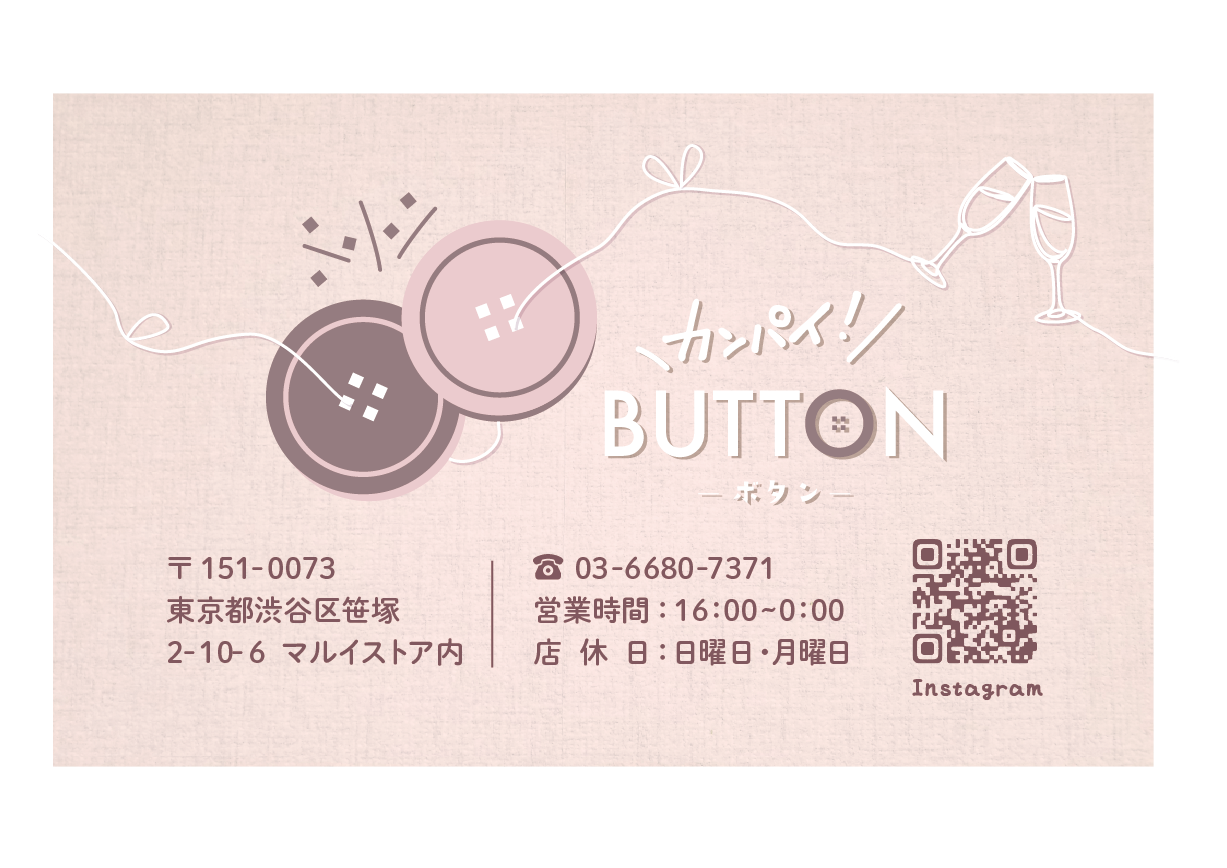 カンパイ!
BUTTON
－ボタン－
〒151-0073
東京都渋谷区笹塚
2-10-6 マルイストア内
☎ 03-6680-7371
営業時間：16：00~0：00
店休日：日曜日・月曜日
Instagram